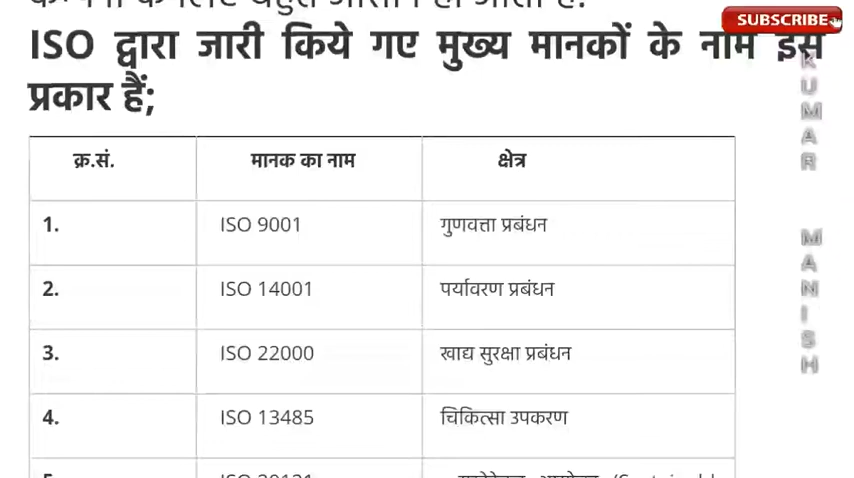 SUBSCRIBE
ISO द्वारा जारी किये गए मुख्य मानकों के नाम इस
प्रकार हैं;
क्र.सं. मानक का नाम क्षेत्र
1. ISO 9001 गुणवत्ता प्रबंधन
2. ISO 14001 पर्यावरण प्रबंधन
3. ISO 22000 खाद्य सुरक्षा प्रबंधन
4. ISO 13485 चिकित्सा उपकरण
KUMAR MANISH